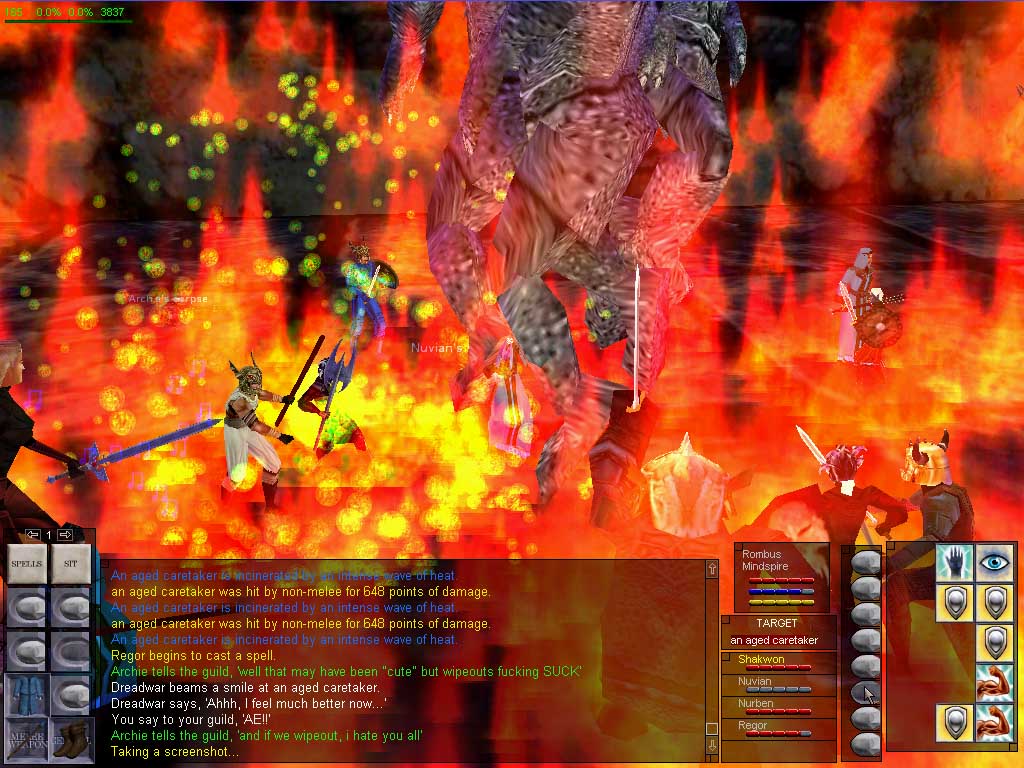 165 0.0% 0.0% 3837
Archie's corpse
Nuvian's
1
SPELLS
SIT
An aged caretaker is incinerated by an intense wave of heat.
an aged caretaker was hit by non-melee for 648 points of damage.
An aged caretaker is incinerated by an intense wave of heat.
an aged caretaker was hit by non-melee for 648 points of damage.
An aged caretaker is incinerated by an intense wave of heat.
Regor begins to cast a spell.
Archie tells the guild, 'well that may have been "cute" but wipeouts fucking SUCK'
Dreadwar beams a smile at an aged caretaker.
Dreadwar says, 'Ahhh, I feel much better now...'
You say to your guild, 'AE!!'
Archie tells the guild, 'and if we wipeout, i hate you all'
Taking a screenshot...
Rombus
Mindspire
TARGET
an aged caretaker
Shakwon
Nuvian
Nurben
Regor